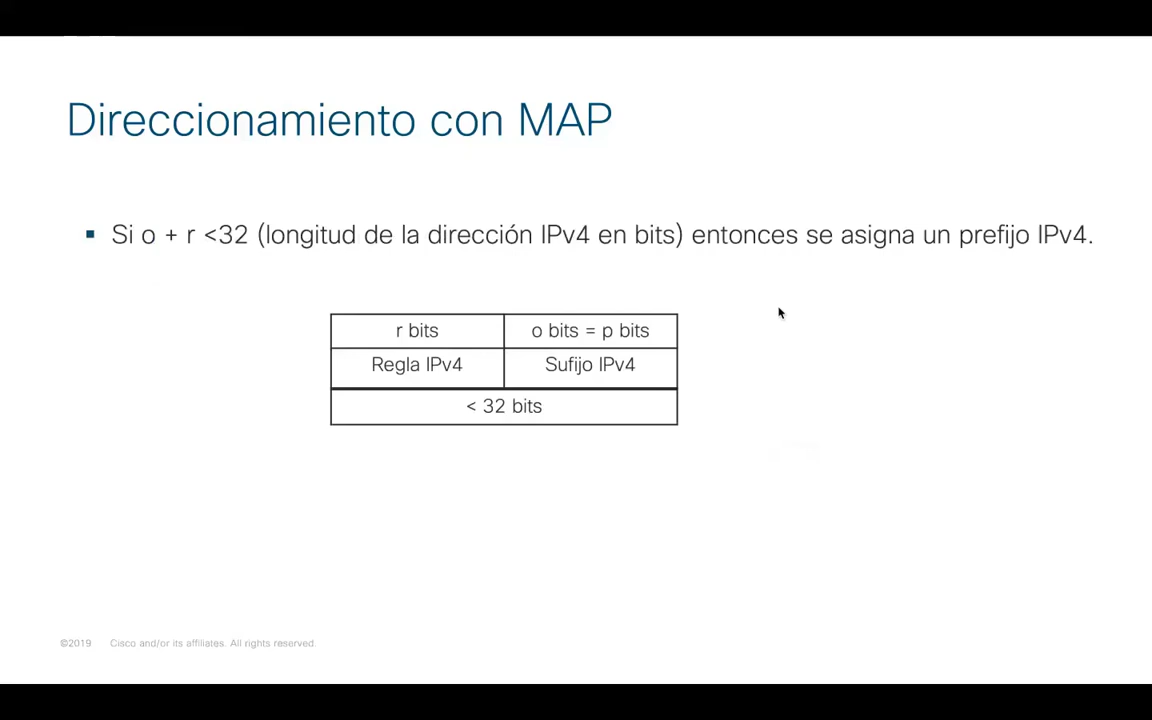 Direccionamiento con MAP
▪ Si o + r <32 (longitud de la dirección IPv4 en bits) entonces se asigna un prefijo IPv4.
r bits o bits = p bits
Regla IPv4 Sufijo IPv4
< 32 bits
©2019 Cisco and/or its affiliates. All rights reserved.